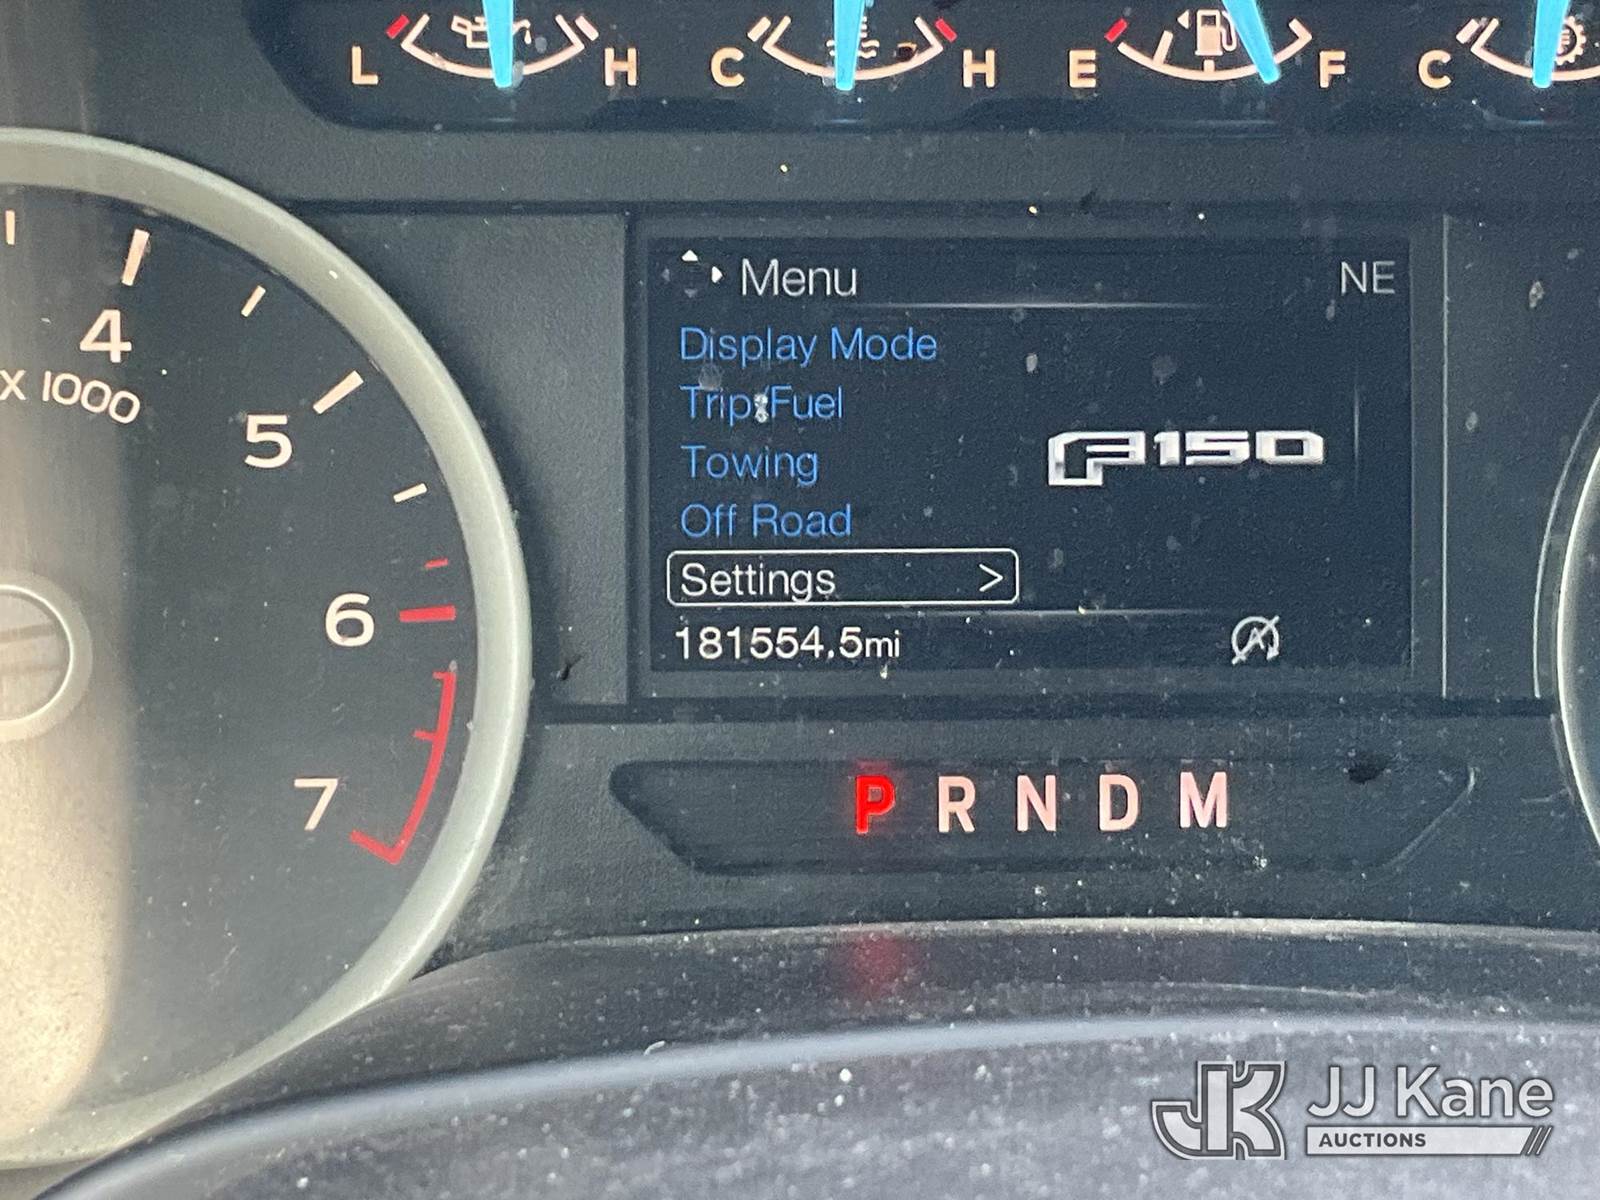 L H C H E F C
Menu NE
4
X 1000
Display Mode
Trip/Fuel
5
Towing
F150
Off Road
Settings >
6
181554.5mi
A
7
P R N D M
JK JJ Kane
AUCTIONS